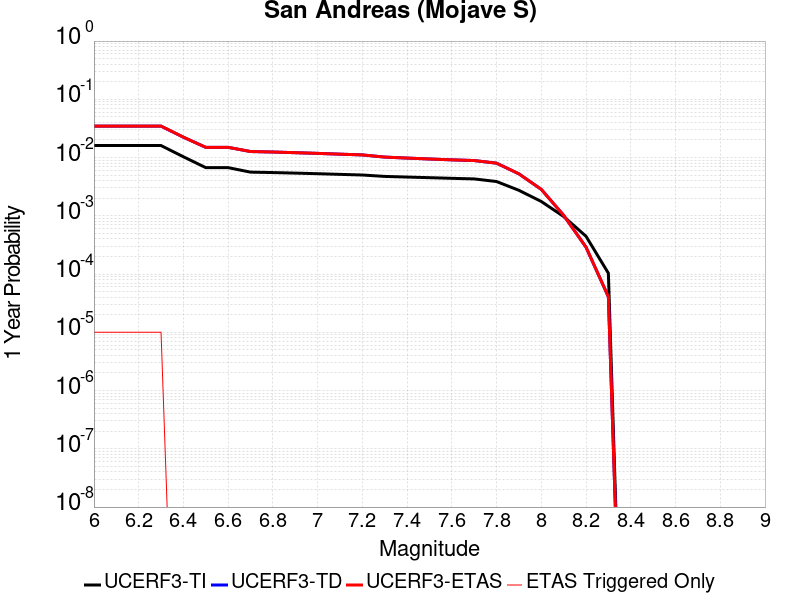 San Andreas (Mojave S)
10^0
10^-1
10^-2
10^-3
10^-4
10^-5
10^-6
10^-7
10^-8
1 Year Probability
6 6.2 6.4 6.6 6.8 7 7.2 7.4 7.6 7.8 8 8.2 8.4 8.6 8.8 9
Magnitude
UCERF3-TI UCERF3-TD UCERF3-ETAS ETAS Triggered Only